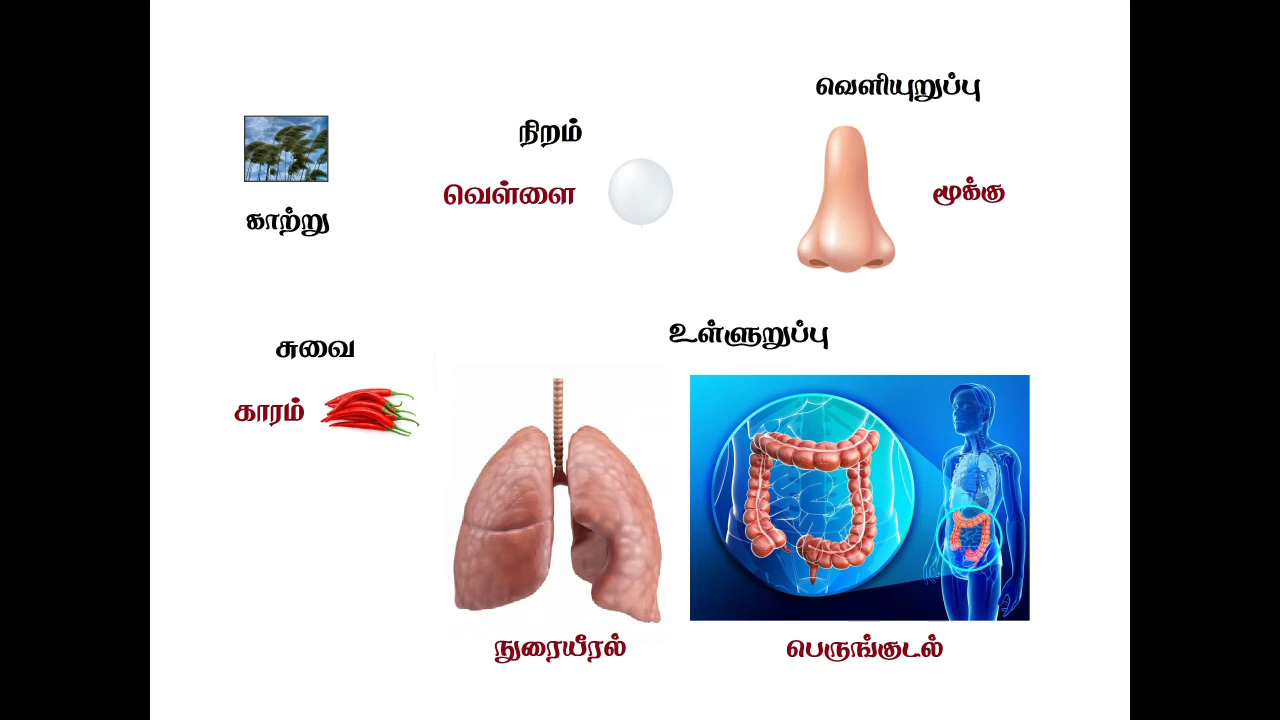 வெளியுறுப்பு
நிறம்
வெள்ளை
மூக்கு
காற்று
உள்ளுறுப்பு
சுவை
காரம்
நுரையீரல்
பெருங்குடல்